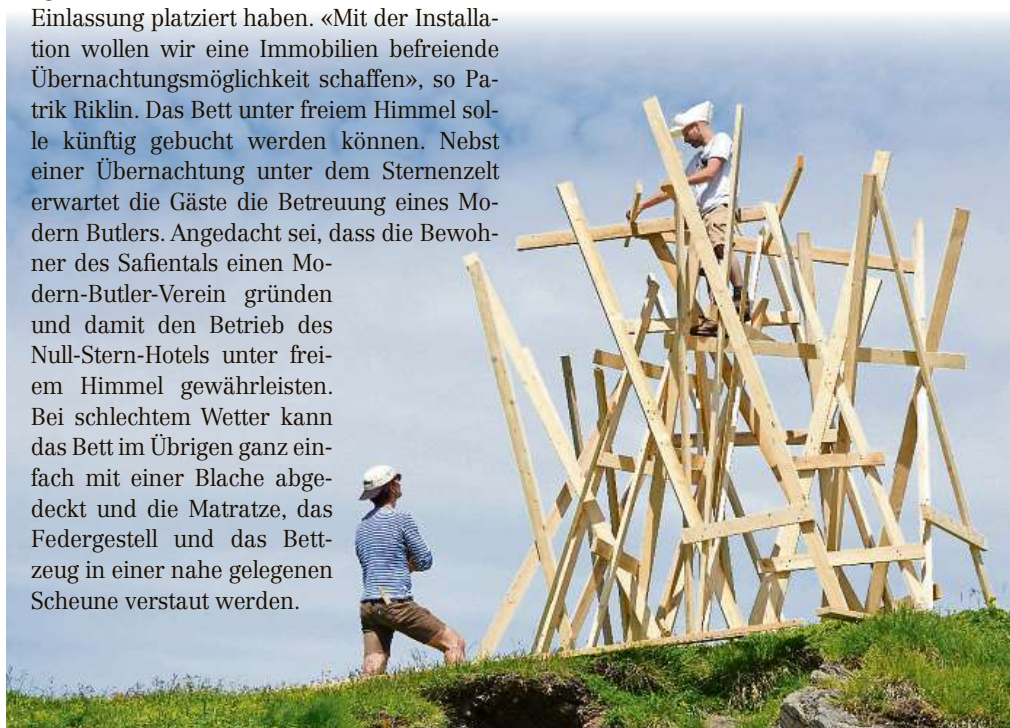 Einlassung platziert haben. «Mit der Installa-
tion wollen wir eine Immobilien befreiende
Übernachtungsmöglichkeit schaffen», so Pa-
trik Riklin. Das Bett unter freiem Himmel sol-
le künftig gebucht werden können. Nebst
einer Übernachtung unter dem Sternenzelt
erwartet die Gäste die Betreuung eines Mo-
dern Butlers. Angedacht sei, dass die Bewoh-
ner des Safientals einen Mo-
dern-Butler-Verein gründen
und damit den Betrieb des
Null-Stern-Hotels unter frei-
em Himmel gewährleisten.
Bei schlechtem Wetter kann
das Bett im Übrigen ganz ein-
fach mit einer Blache abge-
deckt und die Matratze, das
Federgestell und das Bett-
zeug in einer nahe gelegenen
Scheune verstaut werden.